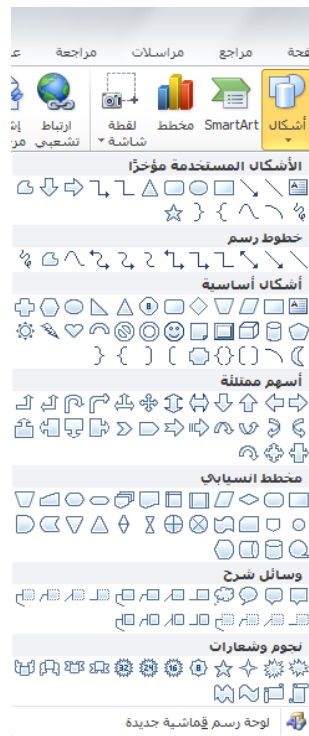 فحة مراجع مراسلات مراجعة
أشكال SmartArt مخطط لقطة شاشة ارتباط تشعبي
الأشكال المستخدمة مؤخرًا
خطوط رسم
أشكال أساسية
أسهم ممتلئة
مخطط انسيابي
وسائل شرح
نجوم وشعارات
لوحة رسم قماشية جديدة